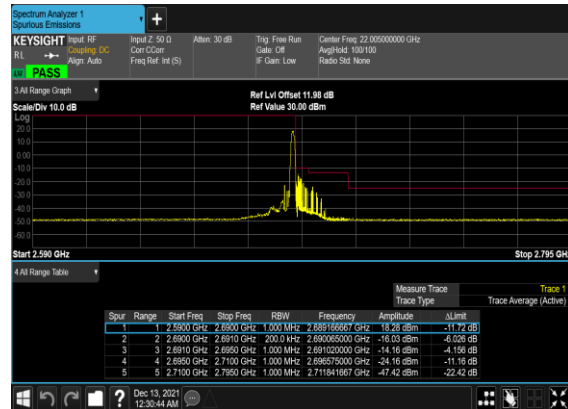 Spectrum Analyzer 1
Spurious Emissions
KEYSIGHT Input: RF Input Z: 50 Ω Atten: 30 dB Trig: Free Run Center Freq: 22.005000000 GHz
RL Coupling: DC Corr CCorr Gate: Off Avg|Hold: 100/100
Align: Auto Freq Ref: Int (S) IF Gain: Low Radio Std: None
PASS
3 All Range Graph
Ref Lvl Offset 11.98 dB
Scale/Div 10.0 dB Ref Value 30.00 dBm
Log
20.0
10.0
0.00
-10.0
-20.0
-30.0
-40.0
-50.0
-60.0
Start 2.590 GHz Stop 2.795 GH
4 All Range Table
Measure Trace Trace 1
Trace Type Trace Average (Active)
Spur Range Start Freq Stop Freq RBW Frequency Amplitude ΔLimit
1 1 2.5900 GHz 2.6900 GHz 1.000 MHz 2.689166667 GHz 18.28 dBm -11.72 dB
2 2 2.6900 GHz 2.6910 GHz 200.0 kHz 2.690065000 GHz -16.03 dBm -6.026 dB
3 3 2.6910 GHz 2.6950 GHz 1.000 MHz 2.691020000 GHz -14.16 dBm -4.156 dB
4 4 2.6950 GHz 2.7100 GHz 1.000 MHz 2.696575000 GHz -24.16 dBm -11.16 dB
5 5 2.7100 GHz 2.7950 GHz 1.000 MHz 2.711841667 GHz -47.42 dBm -22.42 dB
Dec 13, 2021
12:30:44 AM